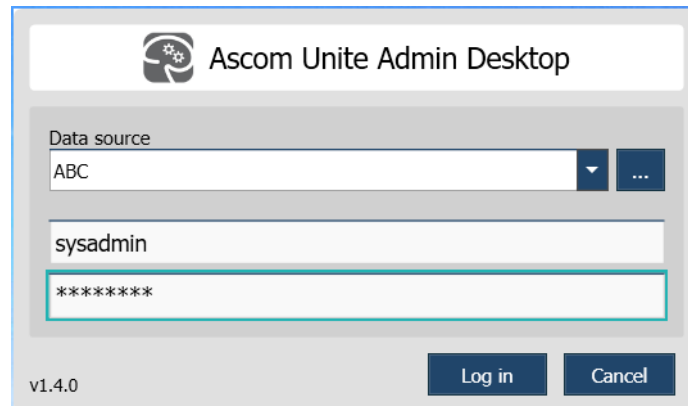 Ascom Unite Admin Desktop
Data source
ABC
...
sysadmin
********
v1.4.0
Log in
Cancel